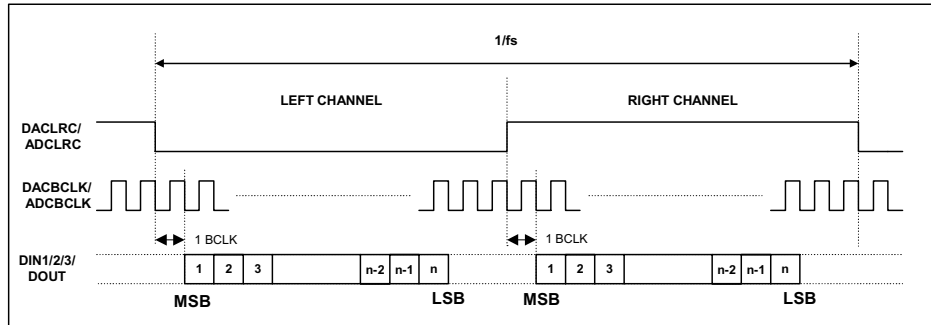 1/fs
LEFT CHANNEL
RIGHT CHANNEL
DACLRC/
ADCLRC
DACBCLK/
ADCBCLK
1 BCLK
1 BCLK
DIN1/2/3/
DOUT
1 2 3 n-2 n-1 n
1 2 3 n-2 n-1 n
MSB
LSB
MSB
LSB